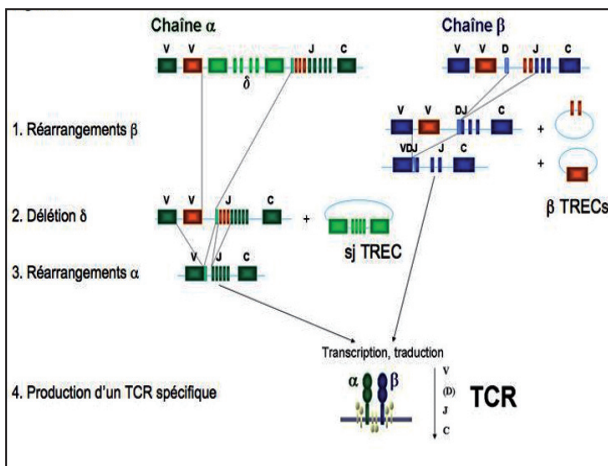 Chaîne α
Chaîne β
V V J C
V V D J C
δ
1. Réarrangements β
V V DJ C
+
VDJ J C
+
β TRECs
2. Délétion δ
V V J C
+
sj TREC
3. Réarrangements α
V J C
Transcription, traduction
4. Production d'un TCR spécifique
α β
V
(D)
J
C
TCR